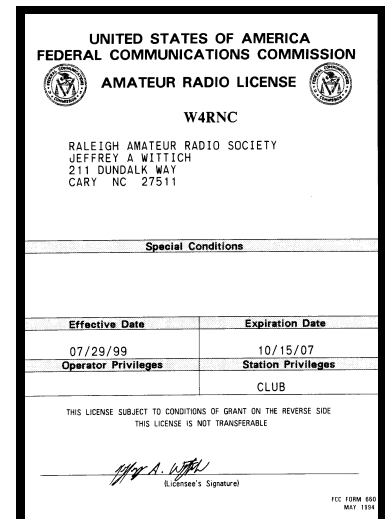 UNITED STATES OF AMERICA
FEDERAL COMMUNICATIONS COMMISSION
AMATEUR RADIO LICENSE
W4RNC
RALEIGH AMATEUR RADIO SOCIETY
JEFFREY A WITTICH
211 DUNDALK WAY
CARY NC 27511
Special Conditions
Effective Date Expiration Date
07/29/99 10/15/07
Operator Privileges Station Privileges
CLUB
THIS LICENSE SUBJECT TO CONDITIONS OF GRANT ON THE REVERSE SIDE
THIS LICENSE IS NOT TRANSFERABLE
(Licensee's Signature)
FCC FORM 660
MAY 1994